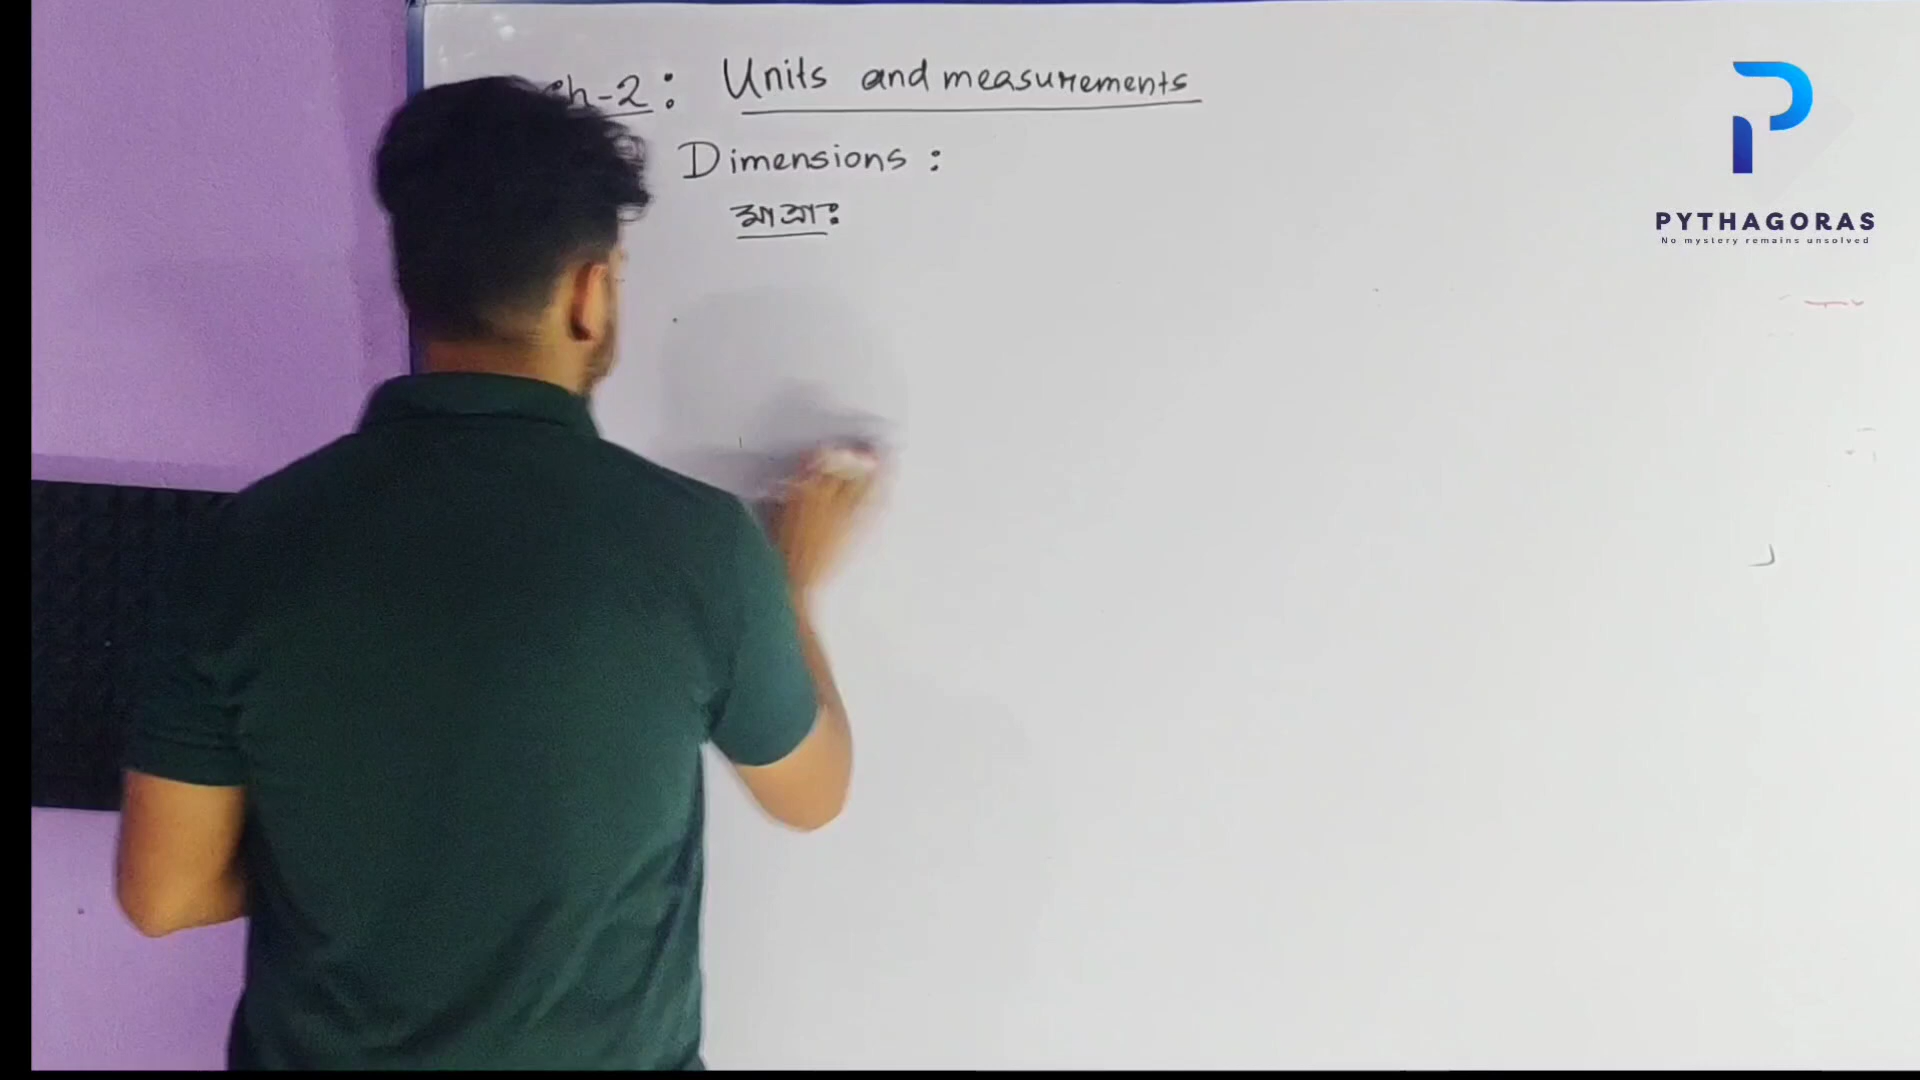 Ch-2: Units and measurements
Dimensions:
মাত্রাঃ
PYTHAGORAS
No mystery remains unsolved